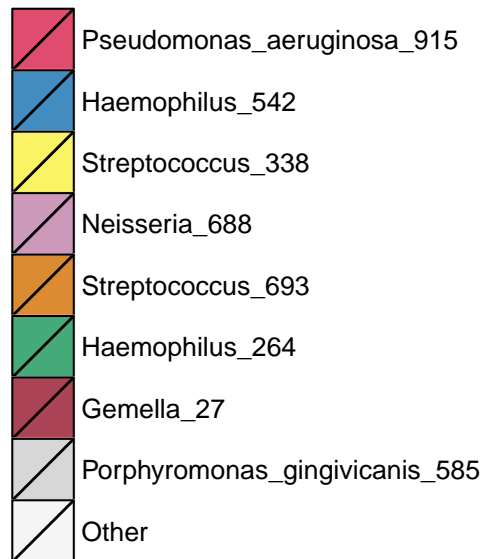 Pseudomonas_aeruginosa_915
Haemophilus_542
Streptococcus_338
Neisseria_688
Streptococcus_693
Haemophilus_264
Gemella_27
Porphyromonas_gingivicanis_585
Other